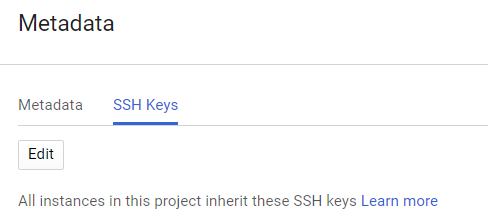 Metadata
Metadata SSH Keys
Edit
All instances in this project inherit these SSH keys Learn more